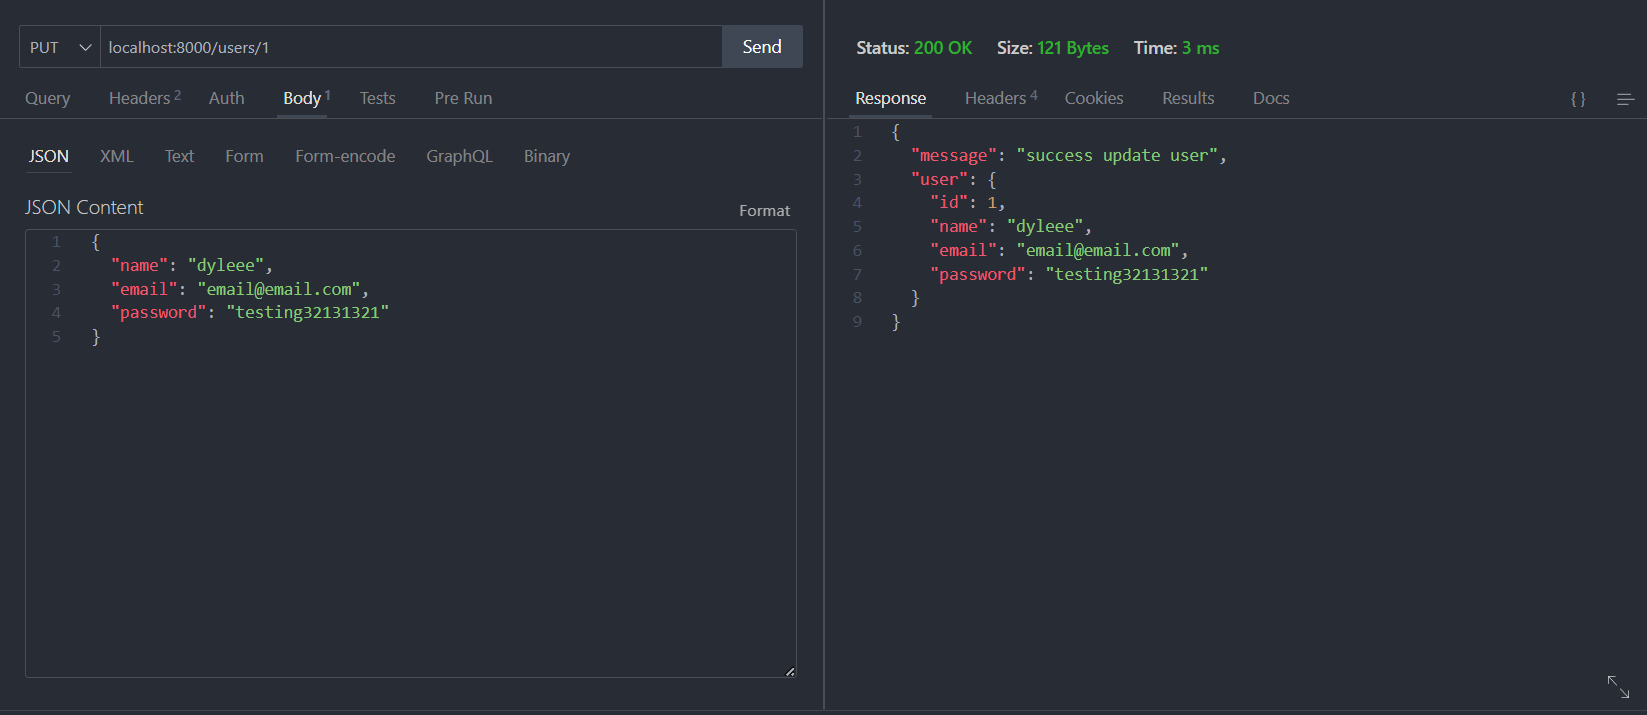 PUT localhost:8000/users/1 Send
Query Headers 2 Auth Body 1 Tests Pre Run
JSON XML Text Form Form-encode GraphQL Binary
JSON Content Format
1 {
2 "name": "dyleee",
3 "email": "email@email.com",
4 "password": "testing32131321"
5 }
Status: 200 OK Size: 121 Bytes Time: 3 ms
Response Headers 4 Cookies Results Docs { }
1 {
2 "message": "success update user",
3 "user": {
4 "id": 1,
5 "name": "dyleee",
6 "email": "email@email.com",
7 "password": "testing32131321"
8 }
9 }